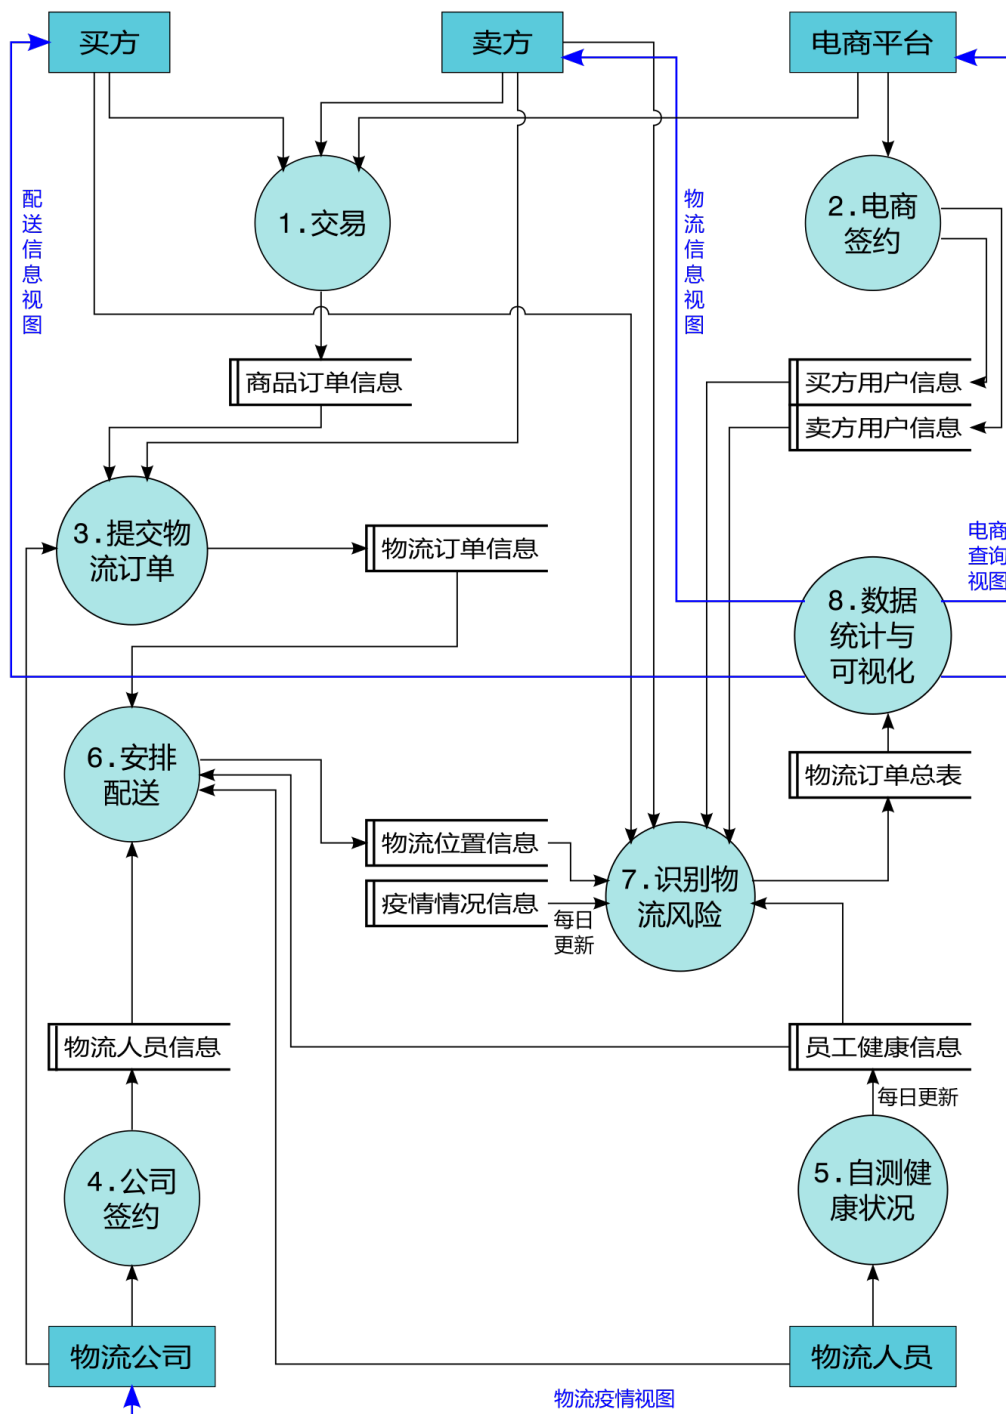 买方
卖方
电商平台
配
送
信
息
视
图
1.交易
物
流
信
息
视
图
2.电商
签约
商品订单信息
买方用户信息
卖方用户信息
3.提交物
流订单
物流订单信息
电商
查询
视图
8.数据
统计与
可视化
6.安排
配送
物流订单总表
物流位置信息
疫情情况信息
每日
更新
7.识别物
流风险
物流人员信息
员工健康信息
每日更新
4.公司
签约
5.自测健
康状况
物流公司
物流人员
物流疫情视图